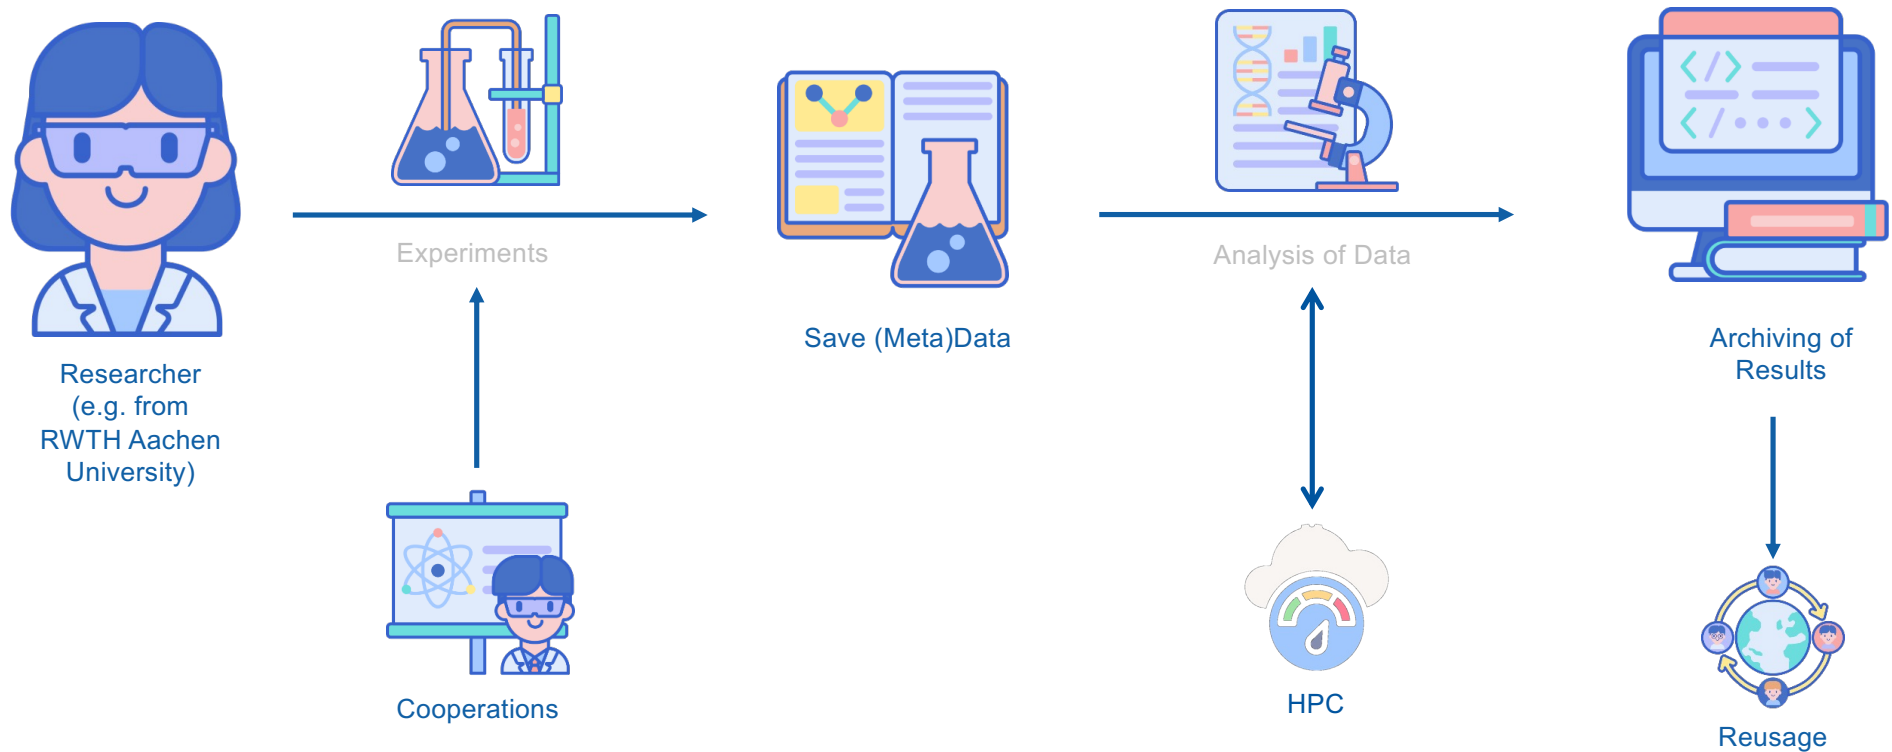 Experiments
Analysis of Data
Save (Meta)Data
Archiving of
Results
Researcher
(e.g. from
RWTH Aachen
University)
Cooperations
HPC
Reusage